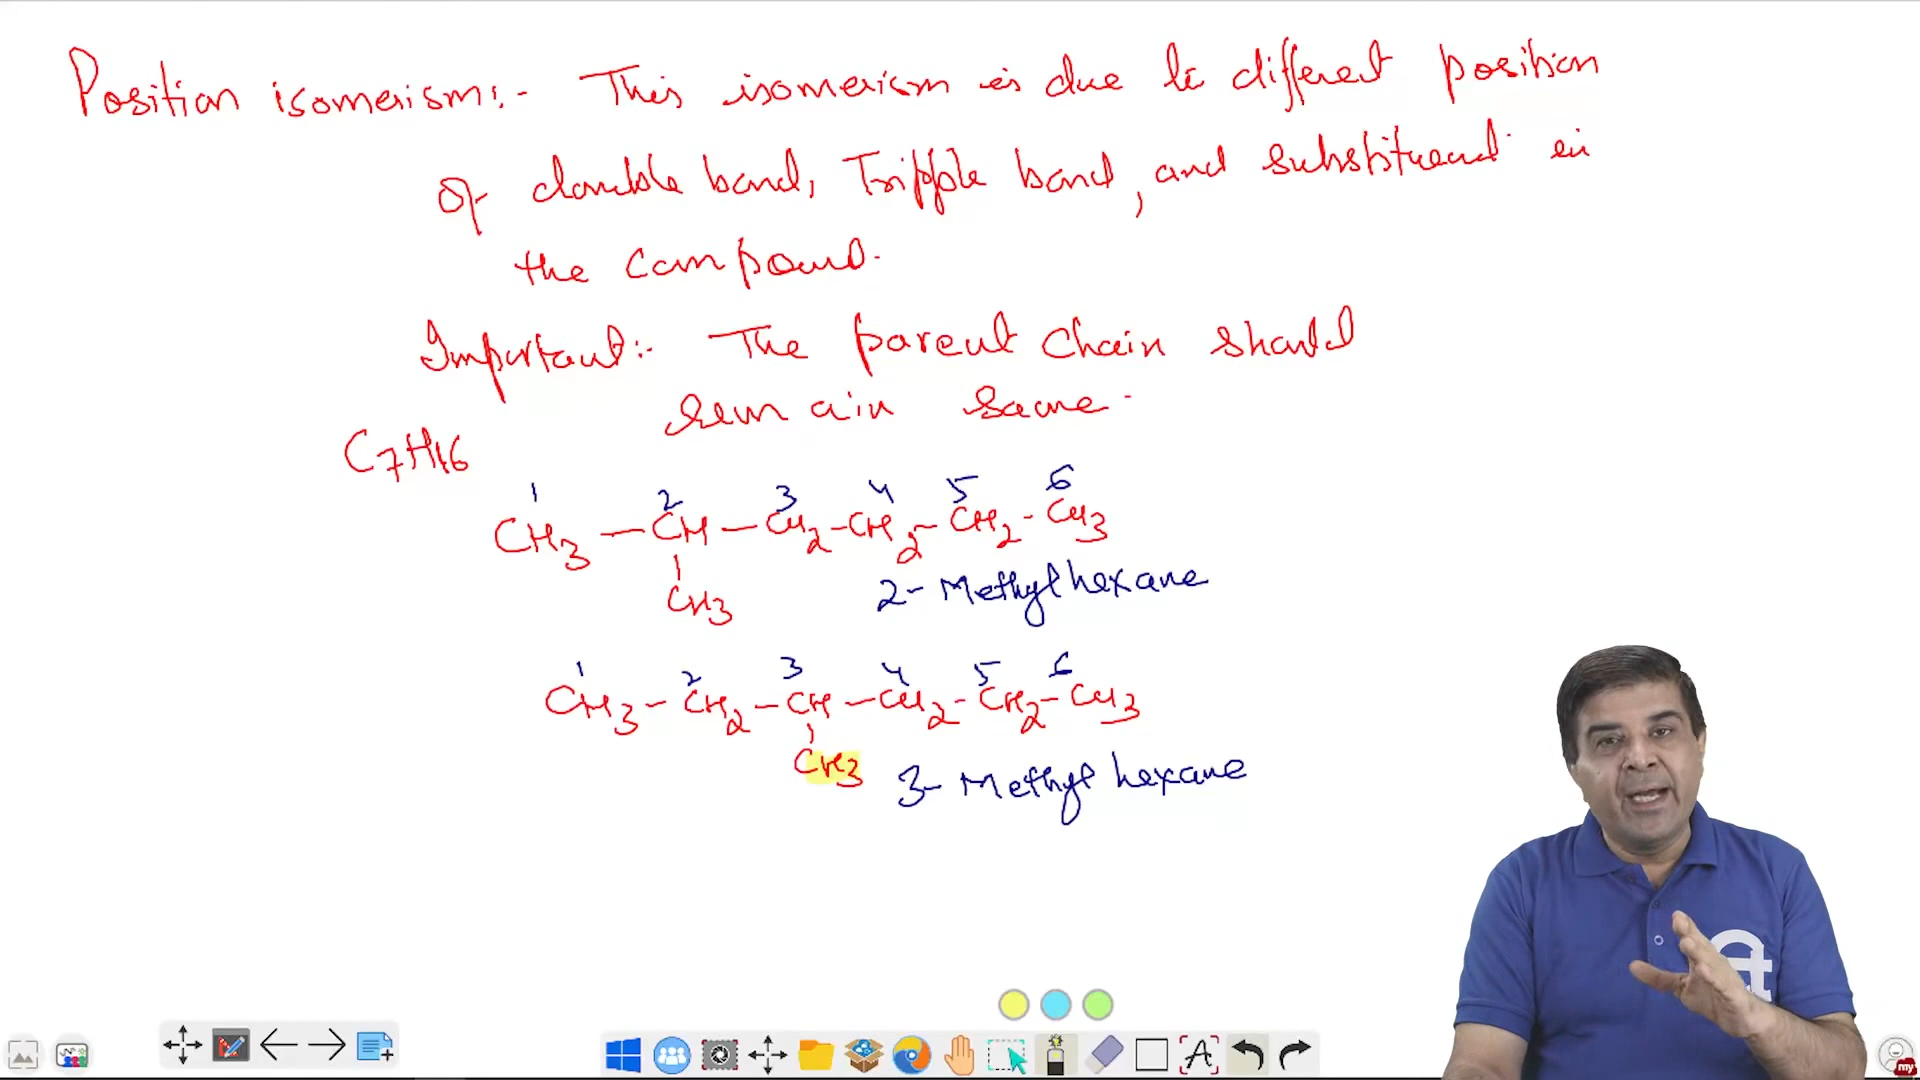 Position isomerism:- This isomerism is due to different position
of double bond, Tripple bond, and substituend in
the compound.
Important:- The parent chain should
remain same.
C7H16
1 2 3 4 5 6
CH3 — CH — CH2 - CH2 - CH2 - CH3
CH3
2- Methylhexane
1 2 3 4 5 6
CH3 - CH2 - CH - CH2 - CH2 - CH3
CH3
3- Methyl hexane
et
A
my